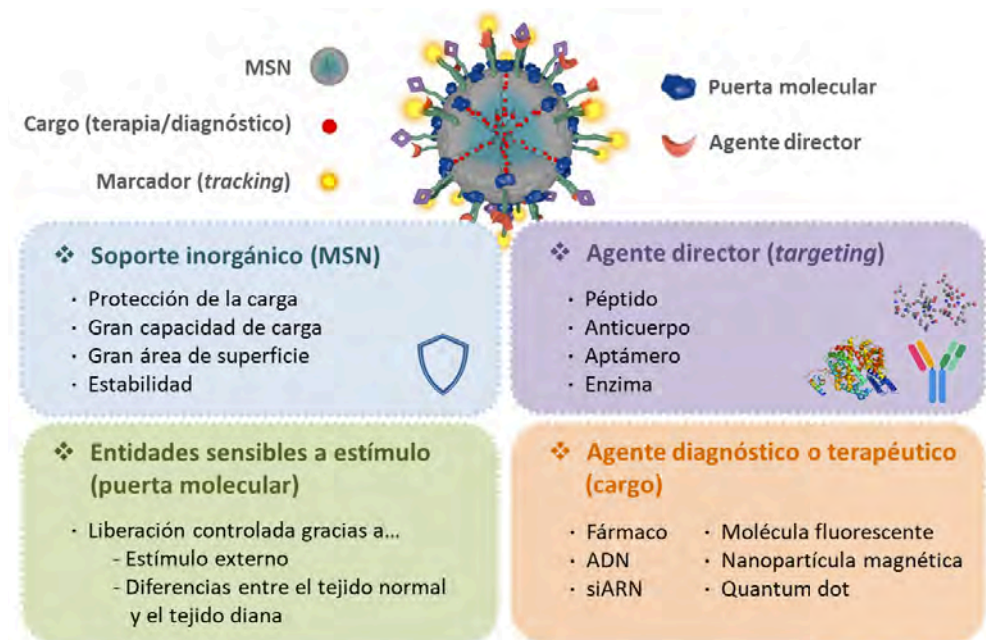 MSN
Cargo (terapia/diagnóstico)
Marcador (tracking)
Puerta molecular
Agente director
❖ Soporte inorgánico (MSN)
· Protección de la carga
· Gran capacidad de carga
· Gran área de superficie
· Estabilidad
❖ Agente director (targeting)
· Péptido
· Anticuerpo
· Aptámero
· Enzima
❖ Entidades sensibles a estímulo
(puerta molecular)
· Liberación controlada gracias a...
- Estímulo externo
- Diferencias entre el tejido normal
y el tejido diana
❖ Agente diagnóstico o terapéutico
(cargo)
· Fármaco
· ADN
· siARN
· Molécula fluorescente
· Nanopartícula magnética
· Quantum dot